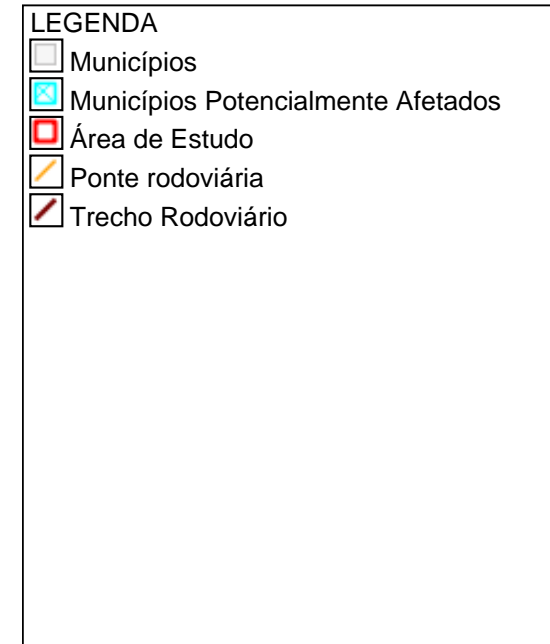 LEGENDA
Municípios
Municípios Potencialmente Afetados
Área de Estudo
Ponte rodoviária
Trecho Rodoviário